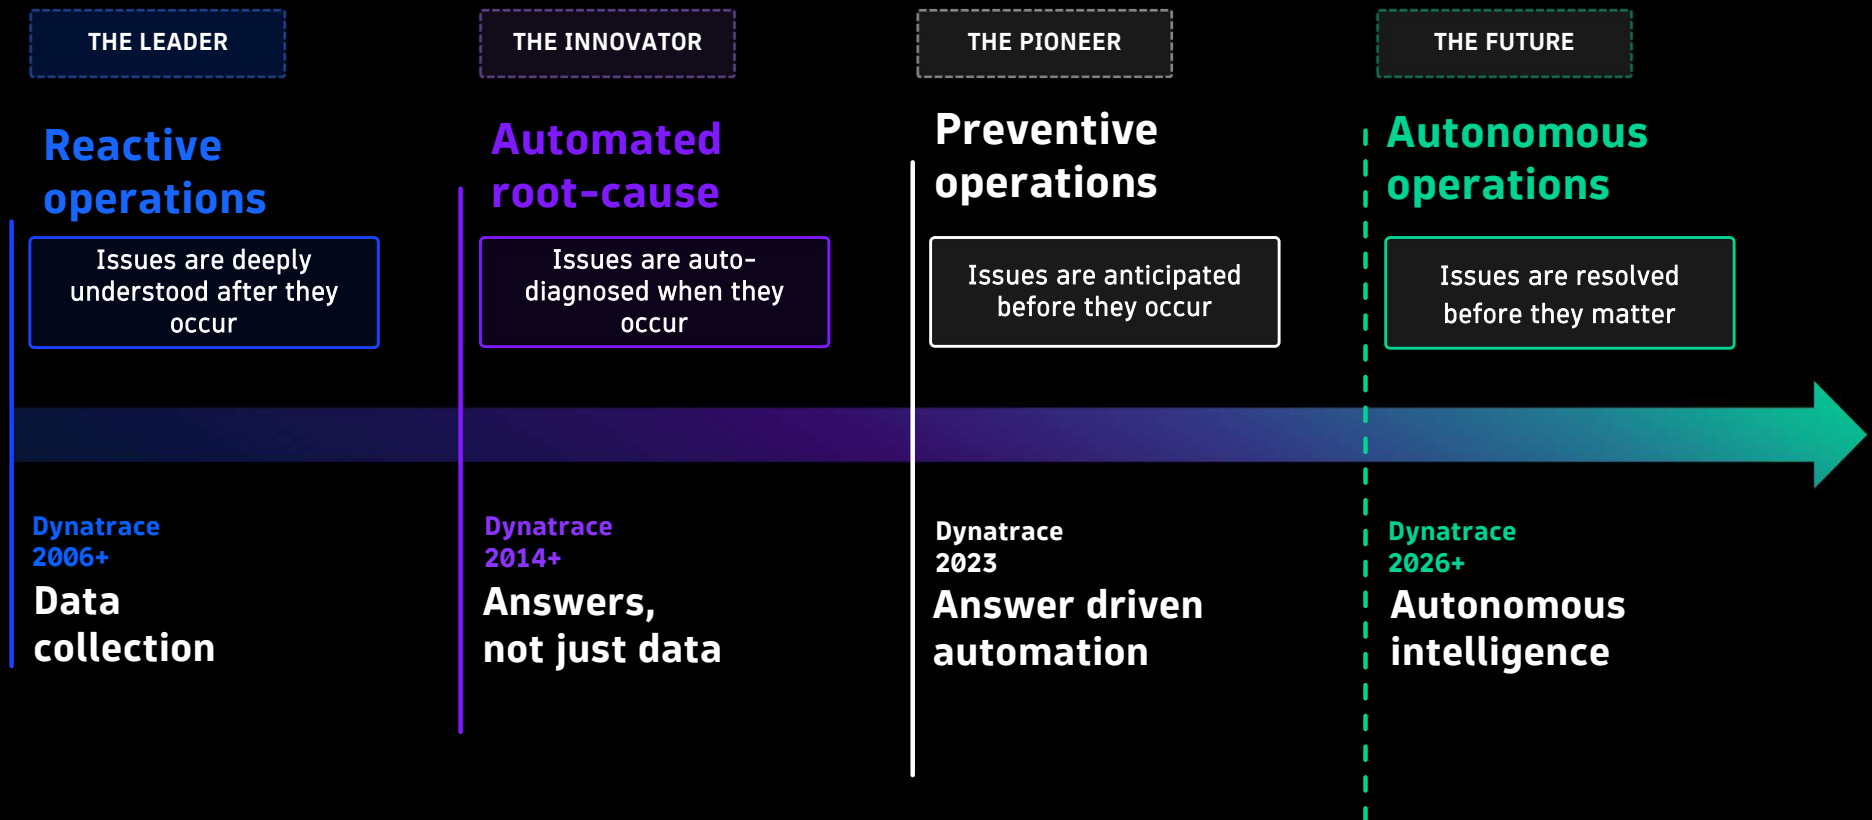 THE LEADER
THE INNOVATOR
THE PIONEER
THE FUTURE
Reactive
operations
Automated
root-cause
Preventive
operations
Autonomous
operations
Issues are deeply
understood after they
occur
Issues are auto-
diagnosed when they
occur
Issues are anticipated
before they occur
Issues are resolved
before they matter
Dynatrace
2006+
Data
collection
Dynatrace
2014+
Answers,
not just data
Dynatrace
2023
Answer driven
automation
Dynatrace
2026+
Autonomous
intelligence